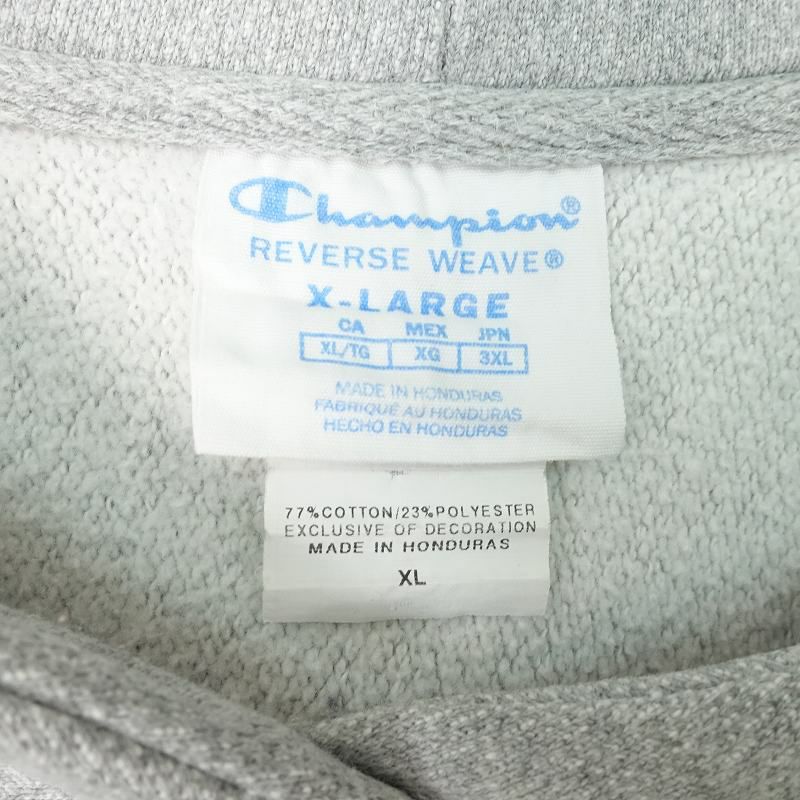 Champion®
REVERSE WEAVE®
X-LARGE
CA MEX JPN
XL/TG XG 3XL
MADE IN HONDURAS
FABRIQUÉ AU HONDURAS
HECHO EN HONDURAS
77%COTTON/23%POLYESTER
EXCLUSIVE OF DECORATION
MADE IN HONDURAS
XL